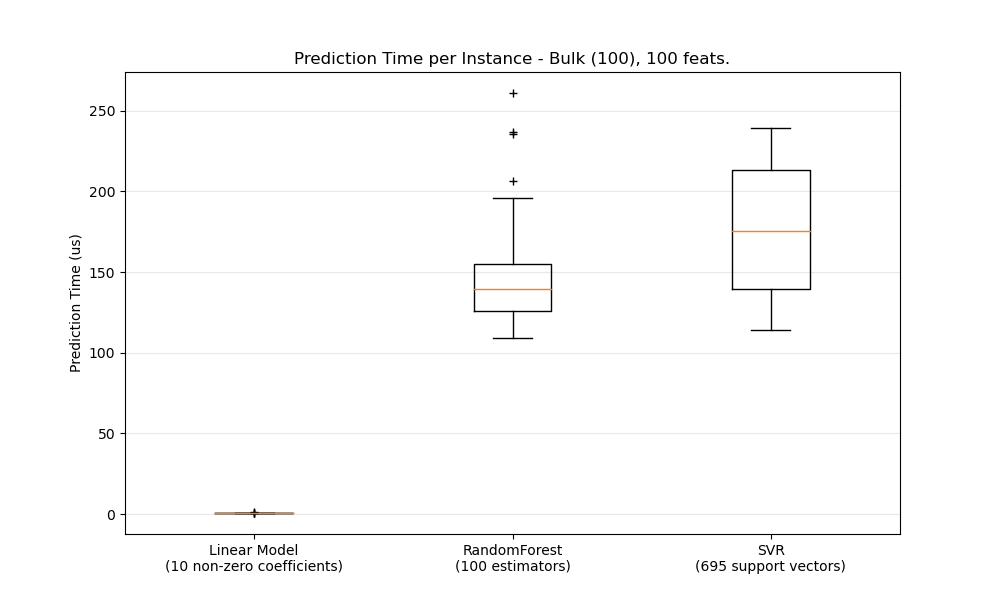 Prediction Time per Instance - Bulk (100), 100 feats.
Prediction Time (us)
250
200
150
100
50
0
Linear Model
(10 non-zero coefficients)
RandomForest
(100 estimators)
SVR
(695 support vectors)